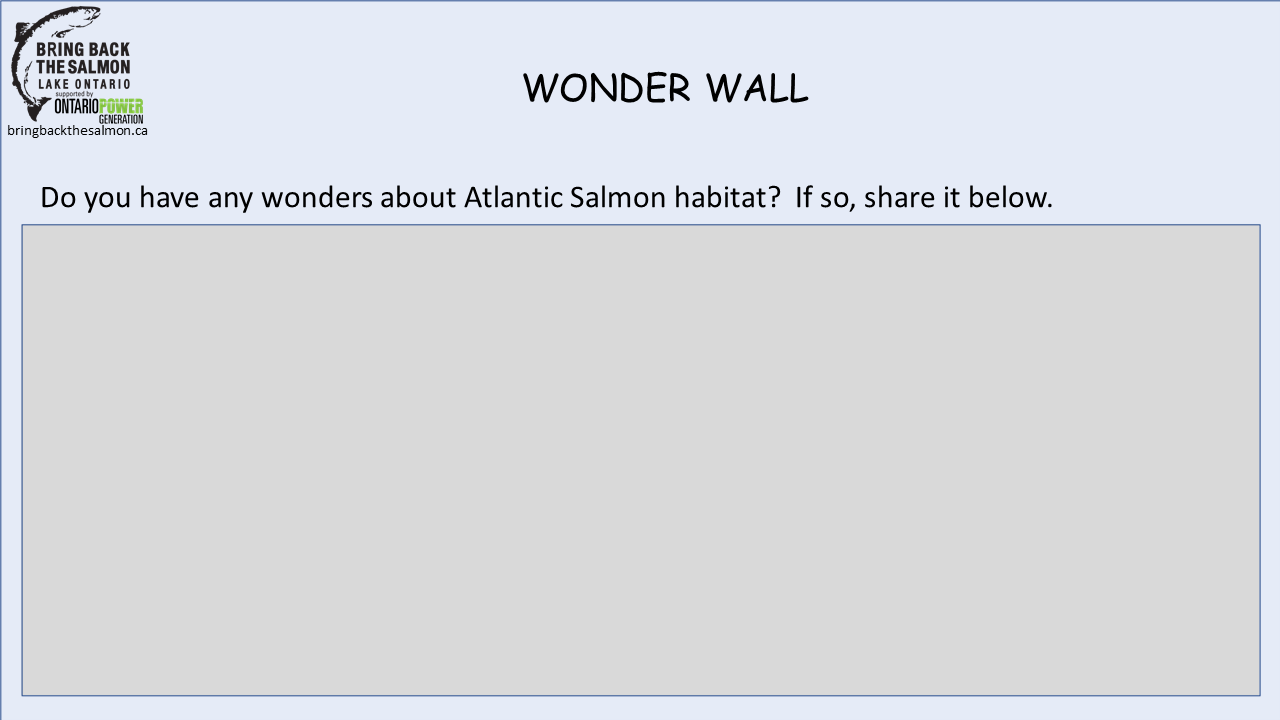 BRING BACK
THE SALMON
LAKE ONTARIO
supported by
ONTARIOPOWER
GENERATION
bringbackthesalmon.ca
WONDER WALL
Do you have any wonders about Atlantic Salmon habitat?  If so, share it below.